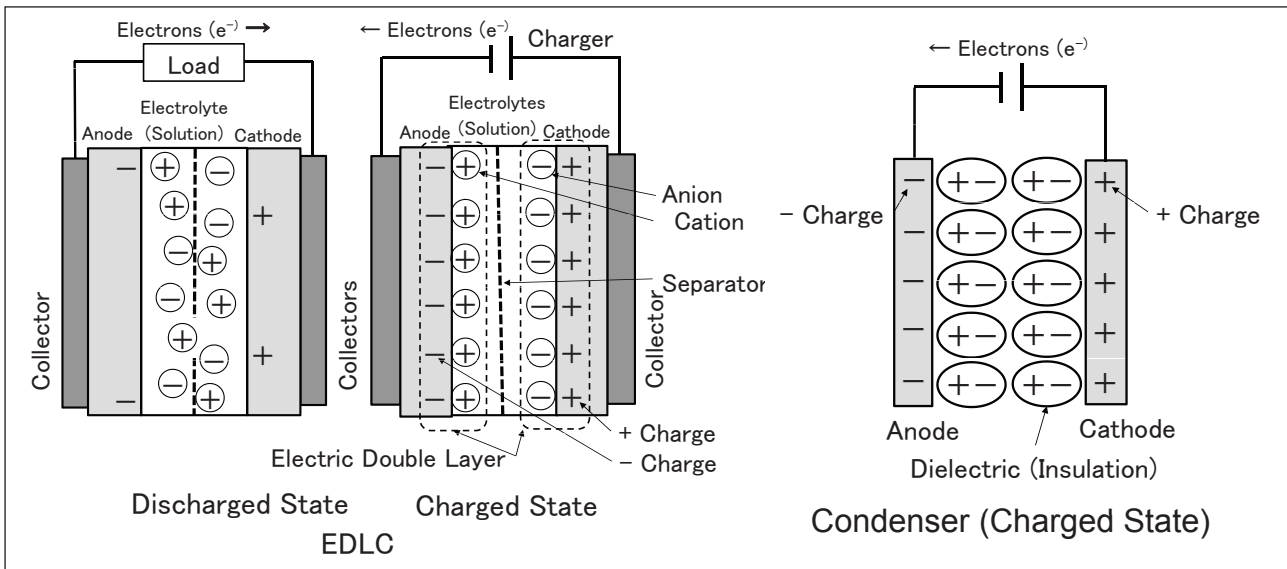 Electrons (e⁻) →
Load
Electrolyte
Anode (Solution) Cathode
Collector
− + − + − + − + − + − + − + −
Discharged State
← Electrons (e⁻)
Charger
Electrolytes
Anode (Solution) Cathode
Collectors
− + − +
− + − +
− + − +
− + − +
− + − +
− + − +
Collector
Anion
Cation
Separator
+ Charge
− Charge
Electric Double Layer
Charged State
EDLC
← Electrons (e⁻)
− Charge
− + − + − +
− + − + − +
− + − + − +
− + − + − +
− + − + − +
+ Charge
Anode
Cathode
Dielectric (Insulation)
Condenser (Charged State)